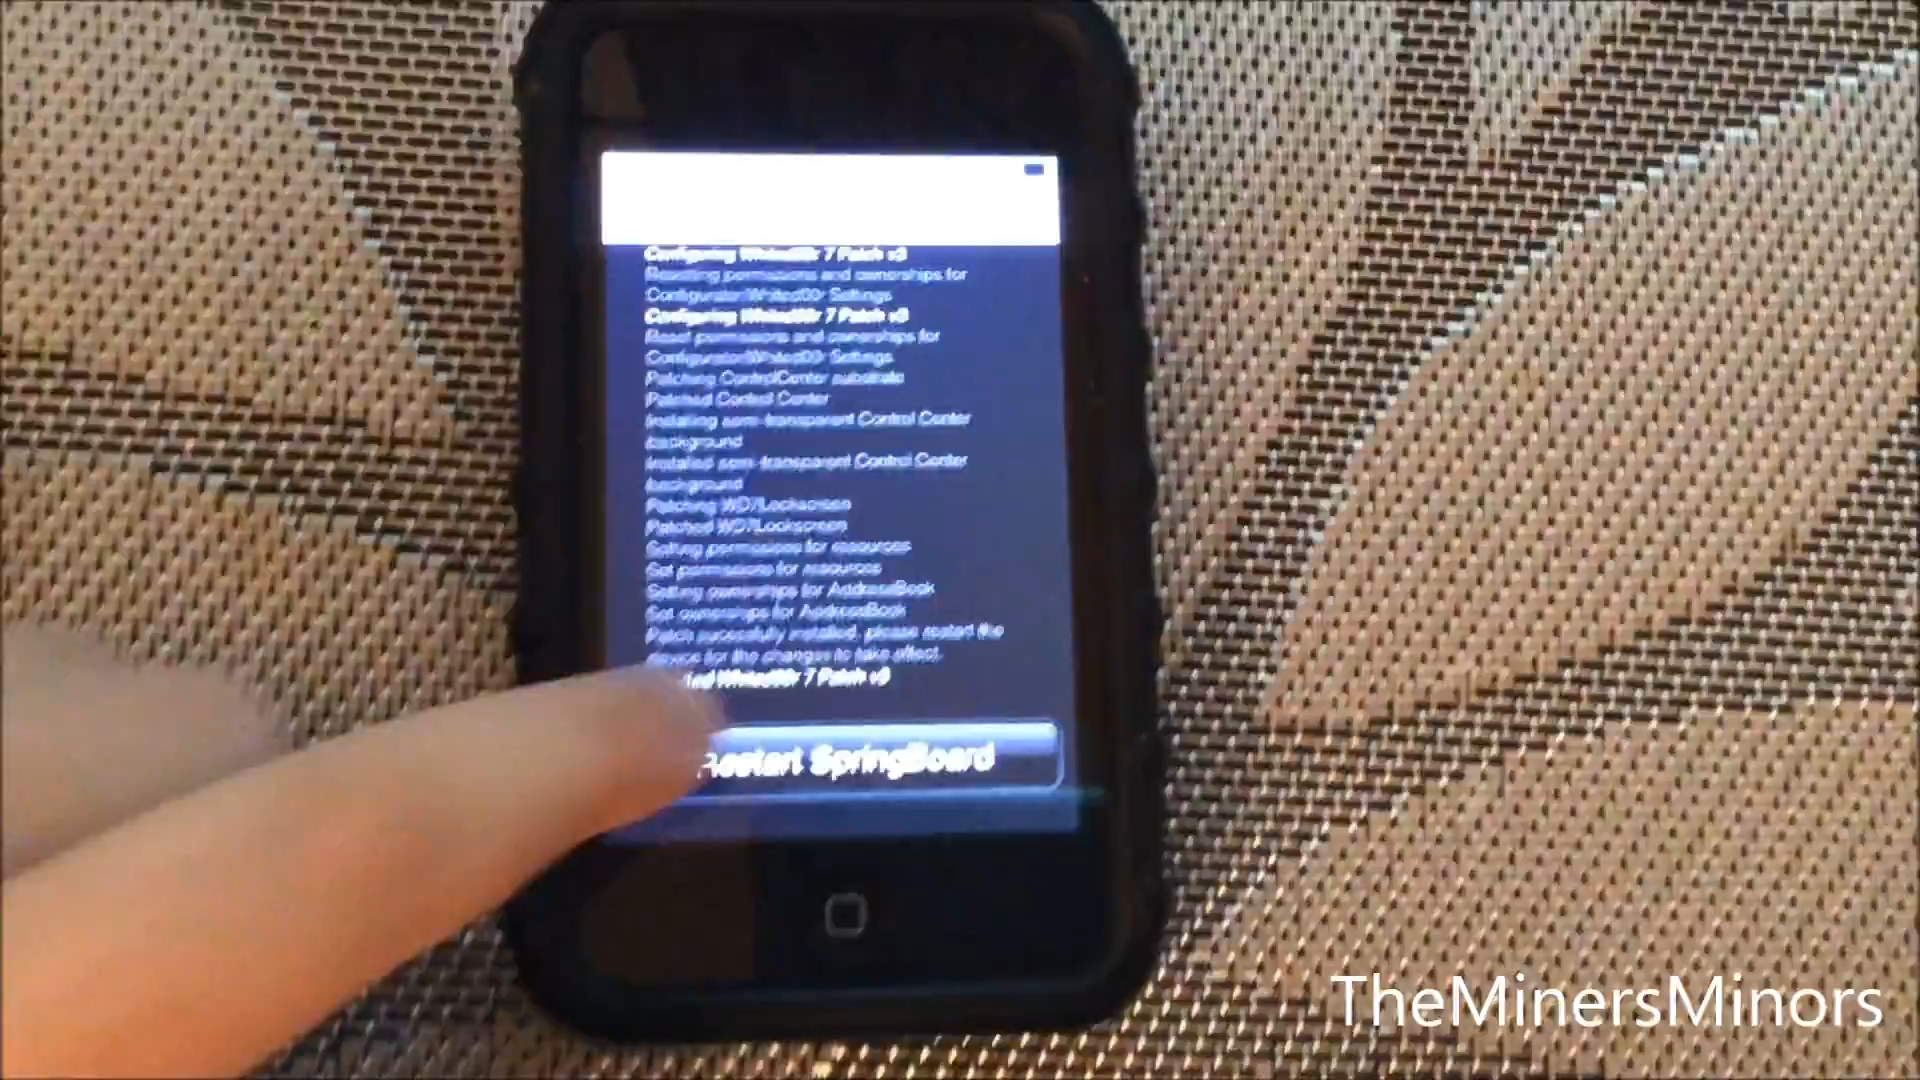 Configuring Whited00r 7 Patch v3
Resetting permissions and ownerships for
Configurator/Whited00r Settings
Configuring Whited00r 7 Patch v3
Reset permissions and ownerships for
Configurator/Whited00r Settings
Patching ControlCenter substrate
Patched Control Center
Installing semi-transparent Control Center
background
Installed semi-transparent Control Center
background
Patching WD7Lockscreen
Patched WD7Lockscreen
Setting permissions for resources
Set permissions for resources
Setting ownerships for AddressBook
Set ownerships for AddressBook
Patch sucessfully installed, please restart the
device for the changes to take effect.
Whited00r 7 Patch v3
Restart SpringBoard
TheMinersMinors